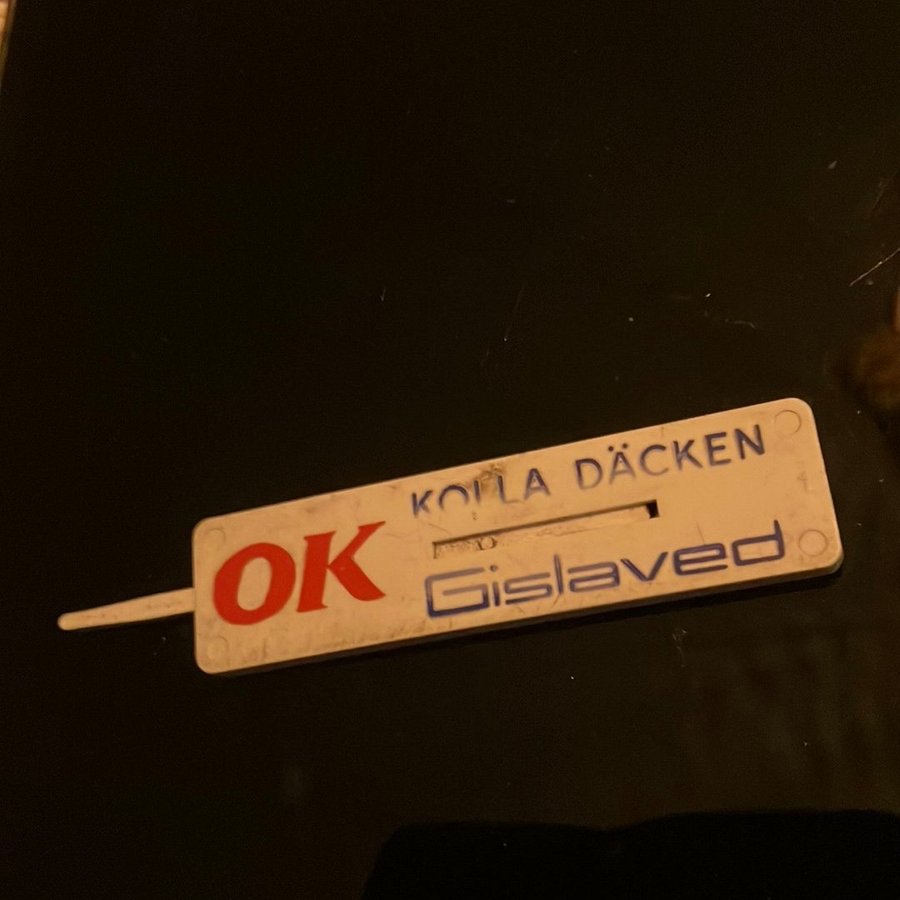 OK
KOLLA DÄCKEN
Gislaved